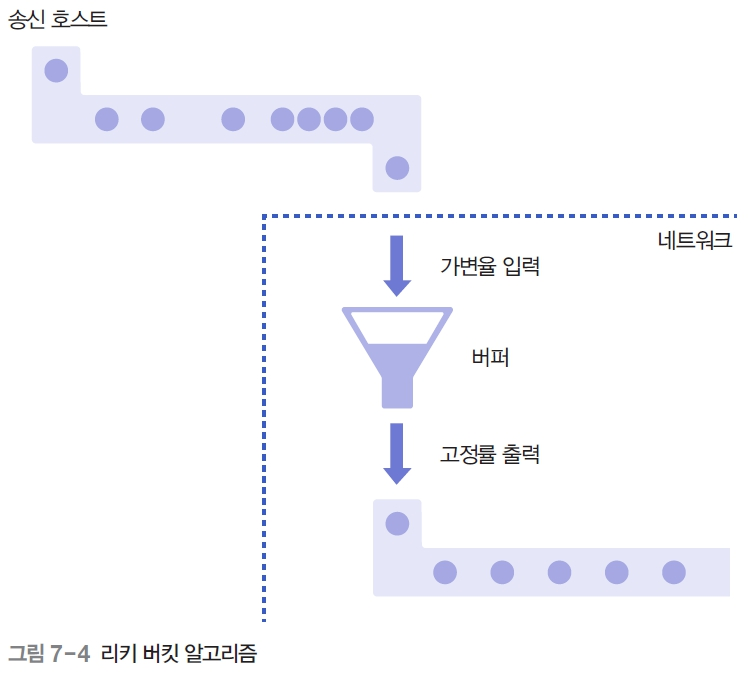 송신 호스트
네트워크
가변율 입력
버퍼
고정률 출력
그림 7-4 리키 버킷 알고리즘